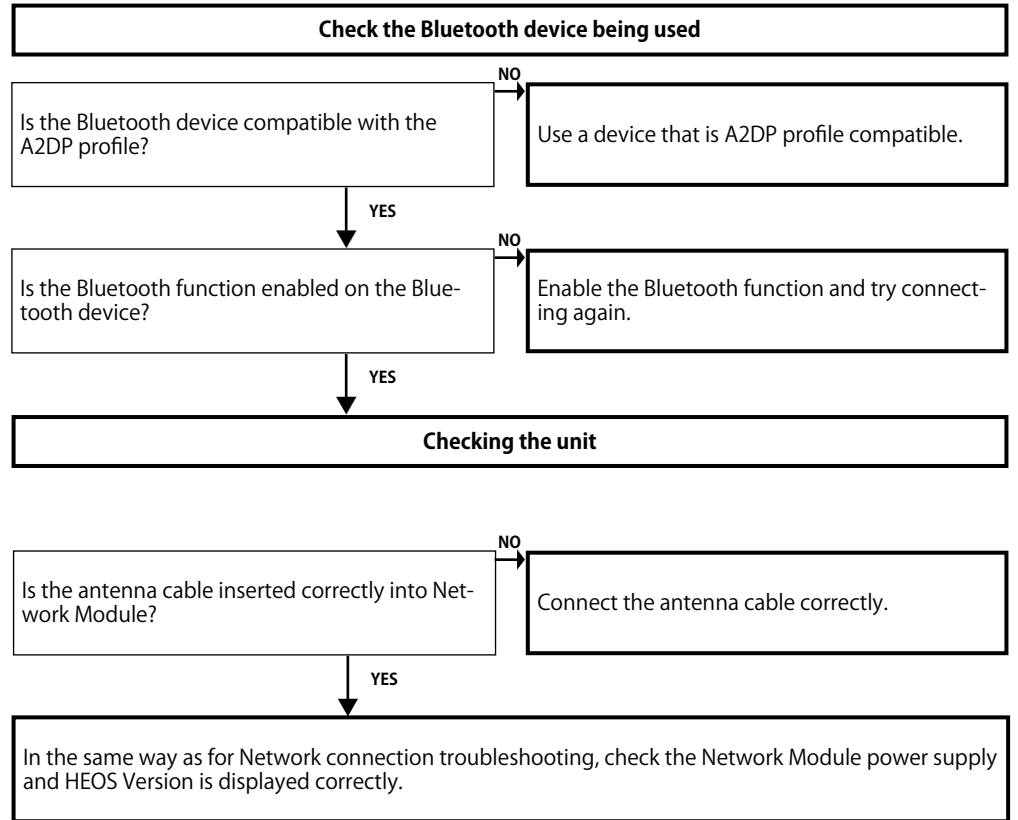 Check the Bluetooth device being used
NO
Is the Bluetooth device compatible with the
A2DP profile?
Use a device that is A2DP profile compatible.
YES
NO
Is the Bluetooth function enabled on the Blue-
tooth device?
Enable the Bluetooth function and try connect-
ing again.
YES
Checking the unit
NO
Is the antenna cable inserted correctly into Net-
work Module?
Connect the antenna cable correctly.
YES
In the same way as for Network connection troubleshooting, check the Network Module power supply
and HEOS Version is displayed correctly.